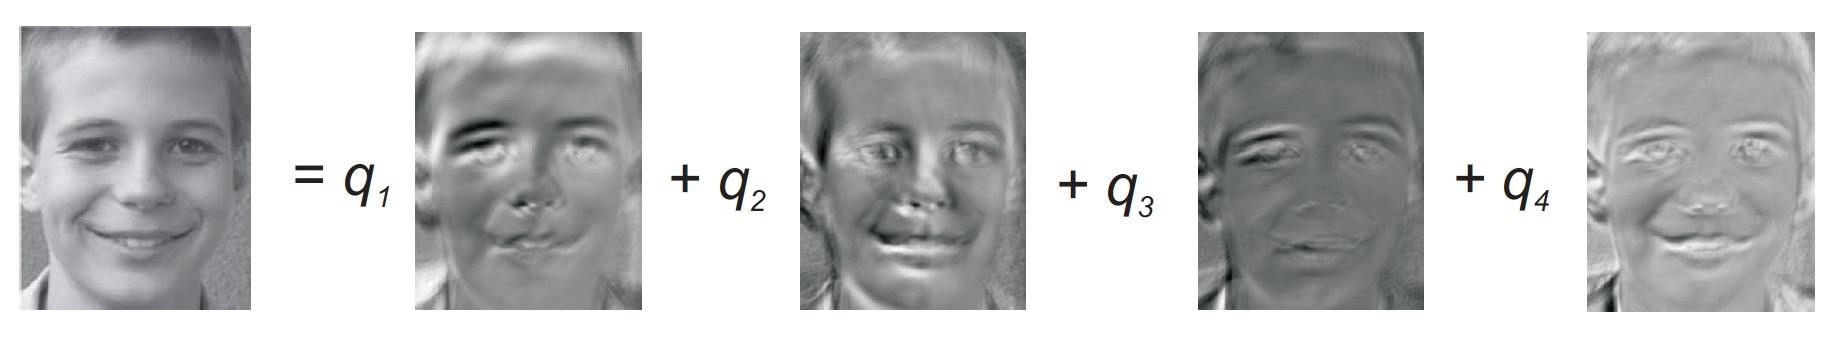 = q₁ + q₂ + q₃ + q₄